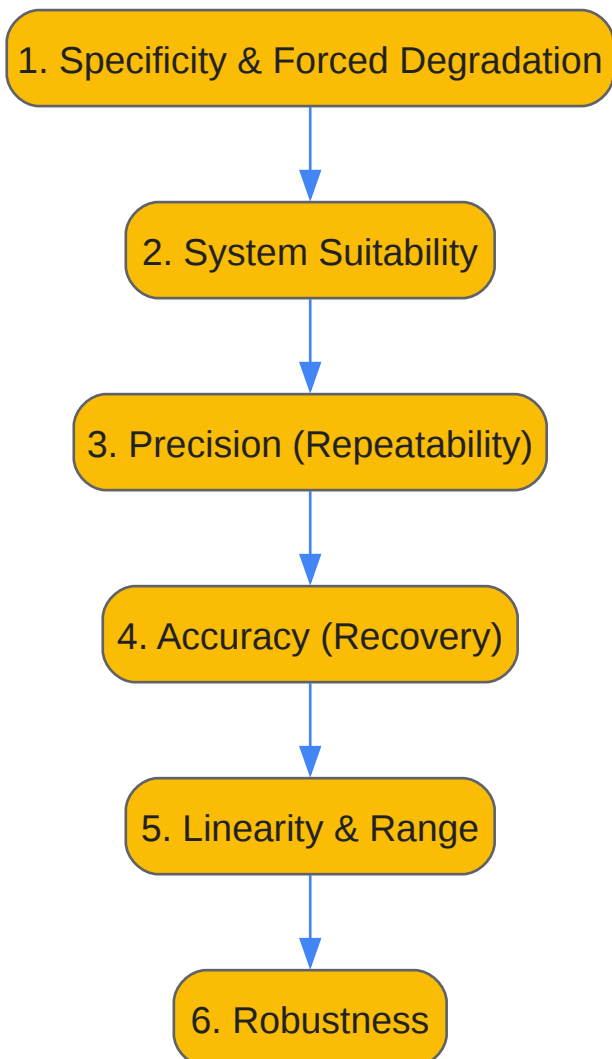 1. Specificity & Forced Degradation
2. System Suitability
3. Precision (Repeatability)
4. Accuracy (Recovery)
5. Linearity & Range
6. Robustness